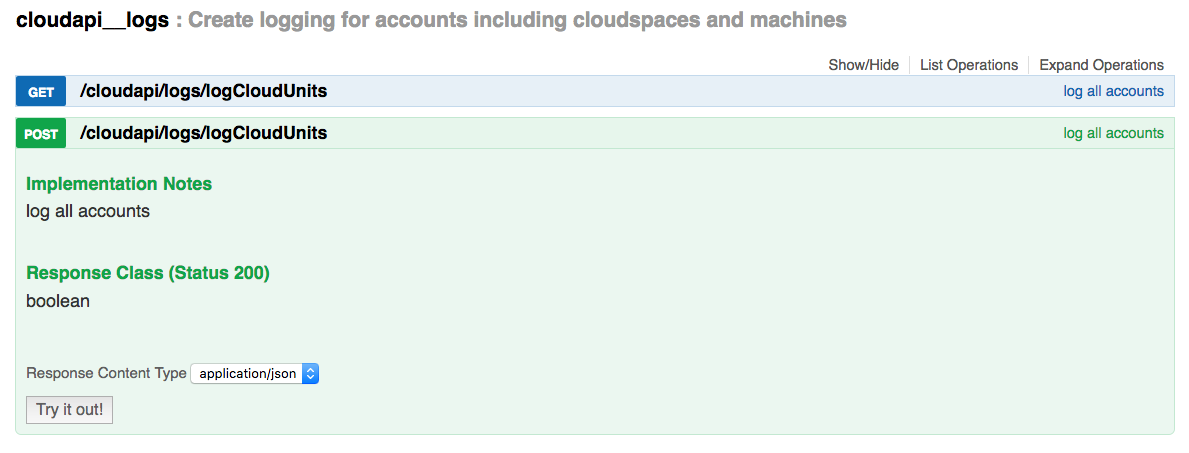 cloudapi__logs : Create logging for accounts including cloudspaces and machines
Show/Hide List Operations Expand Operations
GET /cloudapi/logs/logCloudUnits log all accounts
POST /cloudapi/logs/logCloudUnits log all accounts
Implementation Notes
log all accounts
Response Class (Status 200)
boolean
Response Content Type application/json
Try it out!